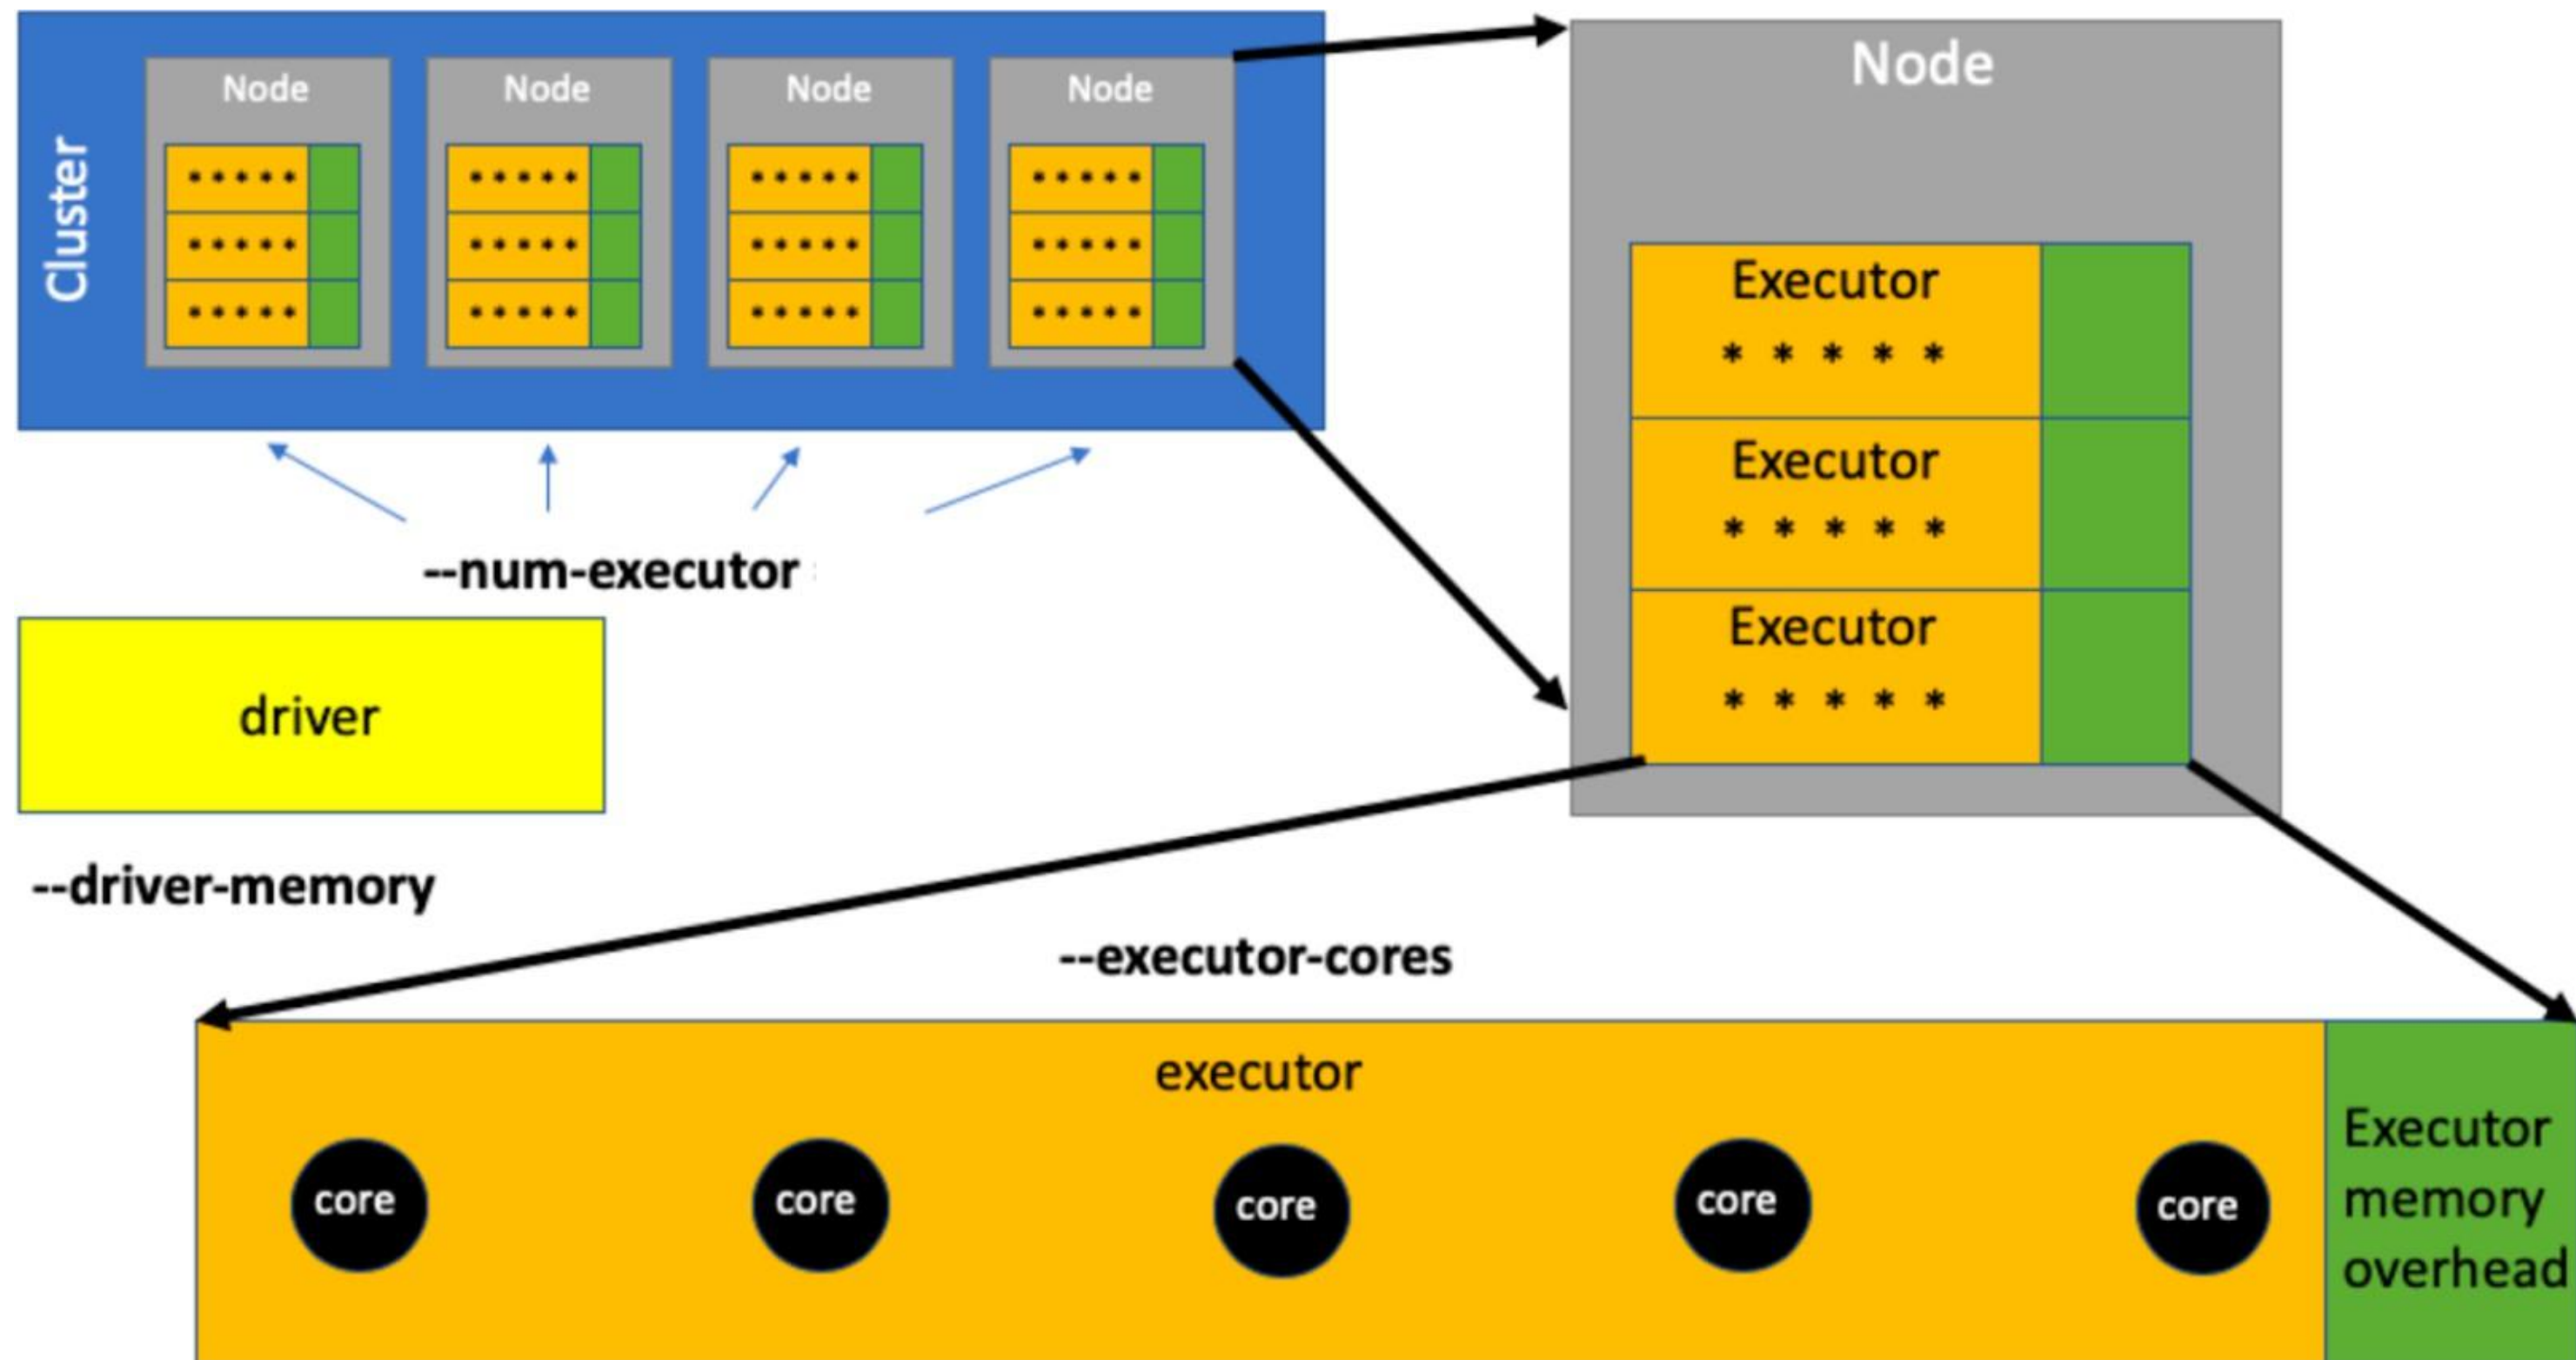 Cluster
Node
* * * * *
* * * * *
* * * * *
Node
* * * * *
* * * * *
* * * * *
Node
* * * * *
* * * * *
* * * * *
Node
* * * * *
* * * * *
* * * * *
--num-executor
driver
--driver-memory
Node
Executor
* * * * *
Executor
* * * * *
Executor
* * * * *
--executor-cores
executor
core
core
core
core
core
Executor
memory
overhead